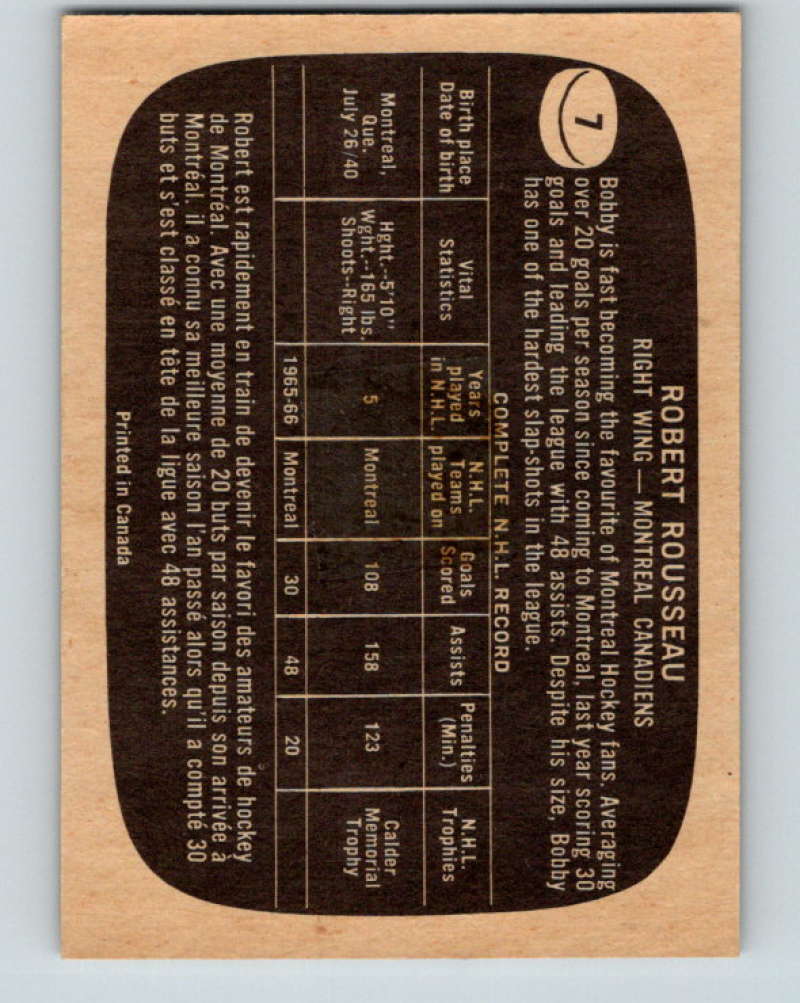 7
ROBERT ROUSSEAU
RIGHT WING — MONTREAL CANADIENS
Bobby is fast becoming the favourite of Montreal Hockey fans. Averaging
over 20 goals per season since coming to Montreal, last year scoring 30
goals and leading the league with 48 assists. Despite his size, Bobby
has one of the hardest slap-shots in the league.
COMPLETE N.H.L. RECORD
Birth place Date of birth | Vital Statistics | Years played in N.H.L. | N.H.L. Teams played on | Goals Scored | Assists | Penalties (Min.) | N.H.L. Trophies
Montreal, Que. July 26/40 | Hght.--5'10" Wght.--165 lbs. Shoots--Right | 5 | Montreal | 108 | 158 | 123 | Calder Memorial Trophy
1965-66 | Montreal | 30 | 48 | 20
Robert est rapidement en train de devenir le favori des amateurs de hockey
de Montréal. Avec une moyenne de 20 buts par saison depuis son arrivée à
Montréal. il a connu sa meilleure saison l'an passé alors qu'il a compté 30
buts et s'est classé en tête de la ligue avec 48 assistances.
Printed in Canada